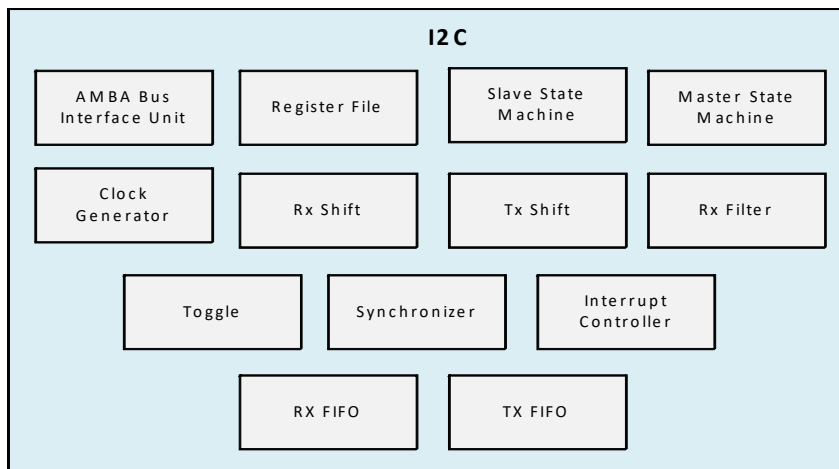 I2C
AMBA Bus
Interface Unit
Register File
Slave State
Machine
Master State
Machine
Clock
Generator
Rx Shift
Tx Shift
Rx Filter
Toggle
Synchronizer
Interrupt
Controller
RX FIFO
TX FIFO